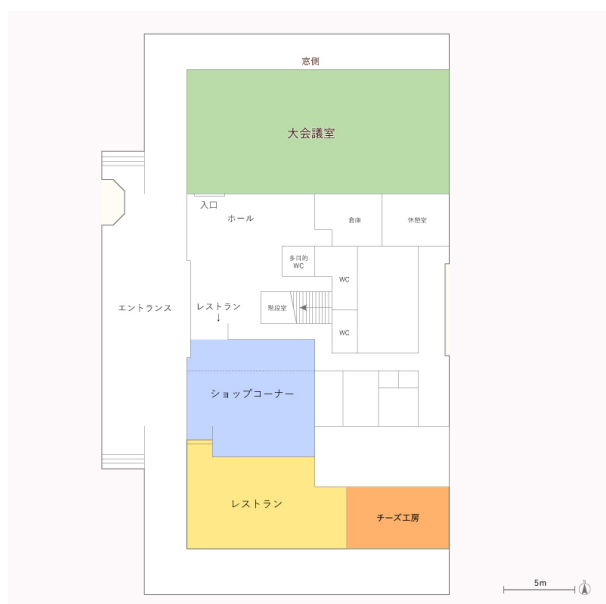 窓側
大会議室
入口
ホール
倉庫
休憩室
多目的
WC
WC
エントランス
レストラン
↓
階段室
WC
ショップコーナー
レストラン
チーズ工房
5m